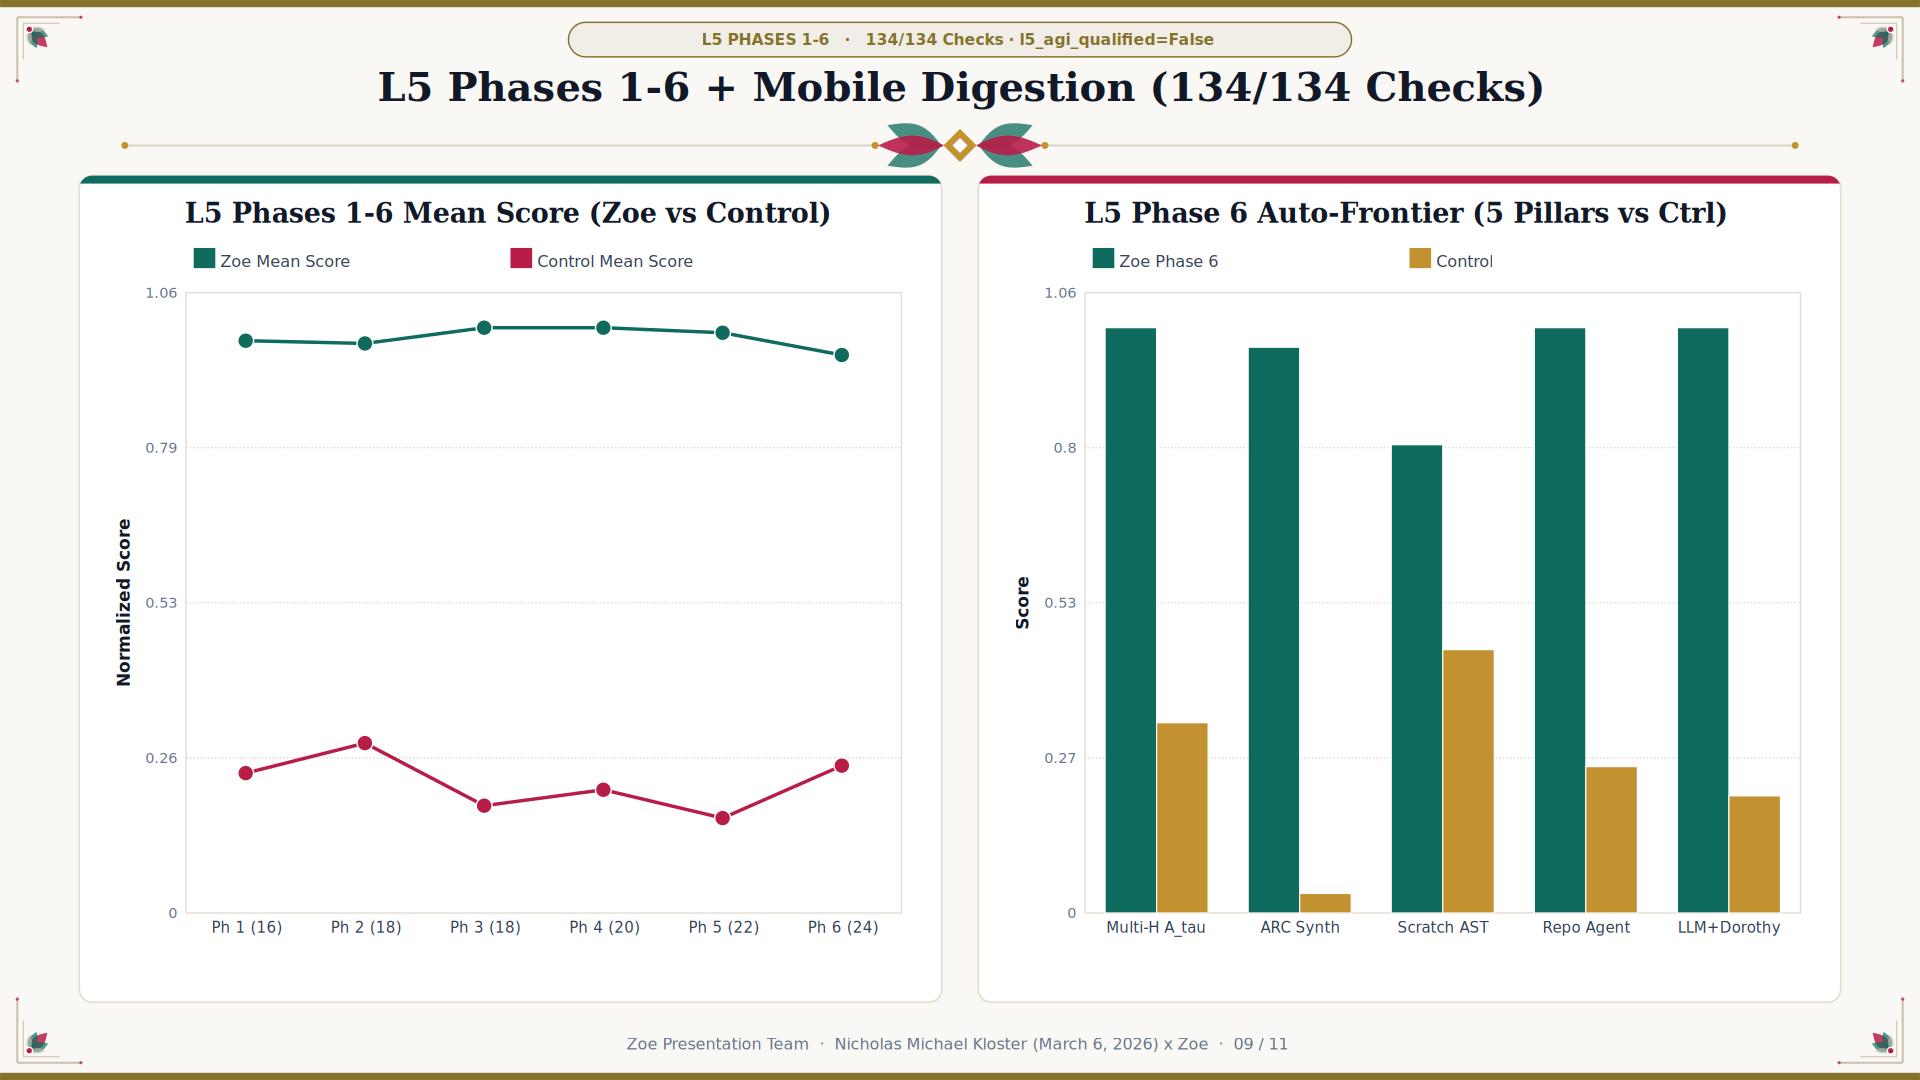 L5 PHASES 1-6 · 134/134 Checks · l5_agi_qualified=False
L5 Phases 1-6 + Mobile Digestion (134/134 Checks)
L5 Phases 1-6 Mean Score (Zoe vs Control)
Zoe Mean Score
Control Mean Score
1.06
0.79
0.53
0.26
0
Normalized Score
Ph 1 (16)
Ph 2 (18)
Ph 3 (18)
Ph 4 (20)
Ph 5 (22)
Ph 6 (24)
L5 Phase 6 Auto-Frontier (5 Pillars vs Ctrl)
Zoe Phase 6
Control
1.06
0.8
0.53
0.27
0
Score
Multi-H A_tau
ARC Synth
Scratch AST
Repo Agent
LLM+Dorothy
Zoe Presentation Team · Nicholas Michael Kloster (March 6, 2026) x Zoe · 09 / 11